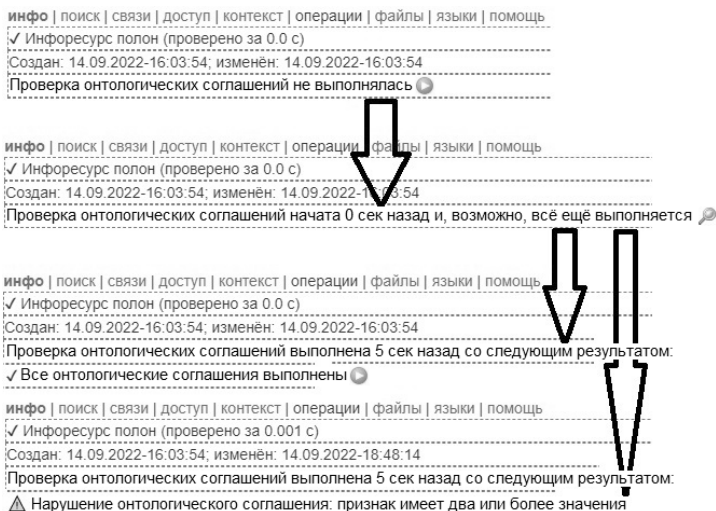 инфо | поиск | связи | доступ | контекст | операции | файлы | языки | помощь
✓ Инфоресурс полон (проверено за 0.0 с)
Создан: 14.09.2022-16:03:54; изменён: 14.09.2022-16:03:54
Проверка онтологических соглашений не выполнялась
инфо | поиск | связи | доступ | контекст | операции | файлы | языки | помощь
✓ Инфоресурс полон (проверено за 0.0 с)
Создан: 14.09.2022-16:03:54; изменён: 14.09.2022-16:03:54
Проверка онтологических соглашений начата 0 сек назад и, возможно, всё ещё выполняется
инфо | поиск | связи | доступ | контекст | операции | файлы | языки | помощь
✓ Инфоресурс полон (проверено за 0.0 с)
Создан: 14.09.2022-16:03:54; изменён: 14.09.2022-16:03:54
Проверка онтологических соглашений выполнена 5 сек назад со следующим результатом:
✓ Все онтологические соглашения выполнены
инфо | поиск | связи | доступ | контекст | операции | файлы | языки | помощь
✓ Инфоресурс полон (проверено за 0.001 с)
Создан: 14.09.2022-16:03:54; изменён: 14.09.2022-18:48:14
Проверка онтологических соглашений выполнена 5 сек назад со следующим результатом:
⚠ Нарушение онтологического соглашения: признак имеет два или более значения